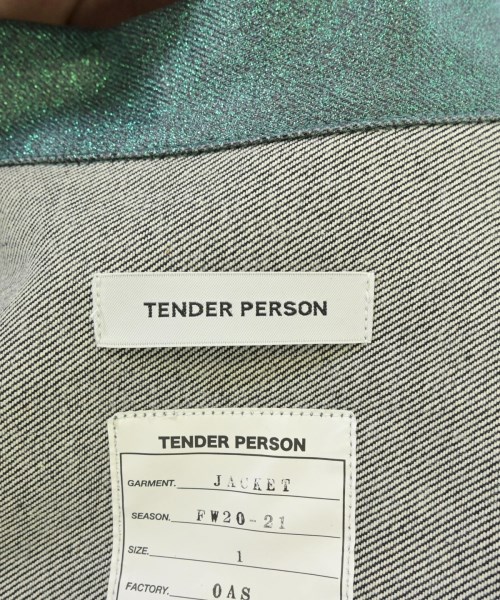 TENDER PERSON
TENDER PERSON
GARMENT. JACKET
SEASON. FW20-21
SIZE. 1
FACTORY. OAS